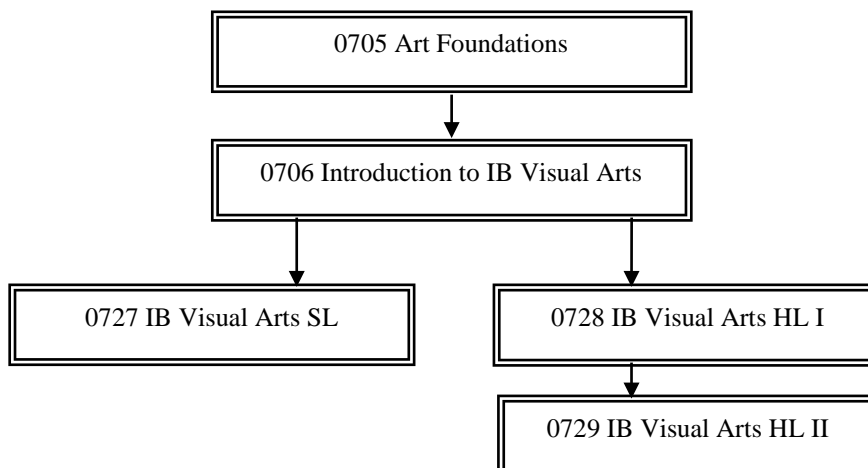 0705 Art Foundations
0706 Introduction to IB Visual Arts
0727 IB Visual Arts SL
0728 IB Visual Arts HL I
0729 IB Visual Arts HL II